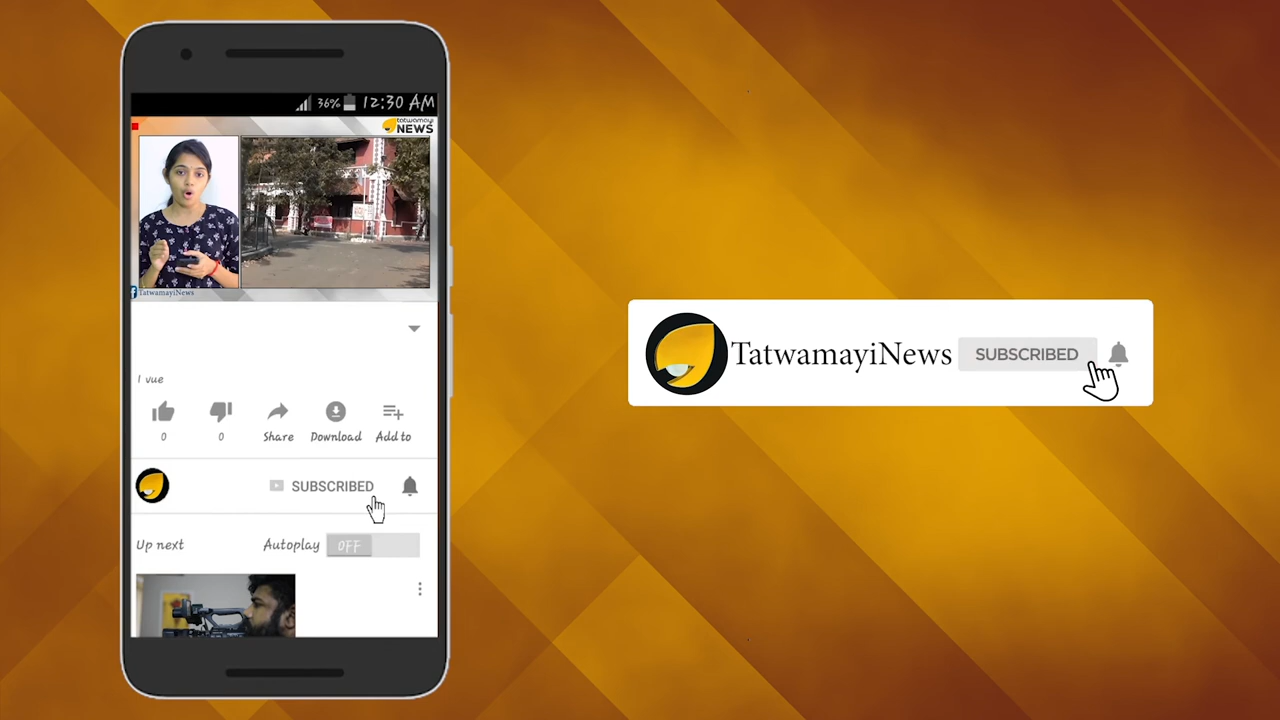 36% 12:30 AM
tatwamayi
NEWS
TatwamayiNews
1 vue
0 0 Share Download Add to
SUBSCRIBED
Up next Autoplay OFF
TatwamayiNews SUBSCRIBED